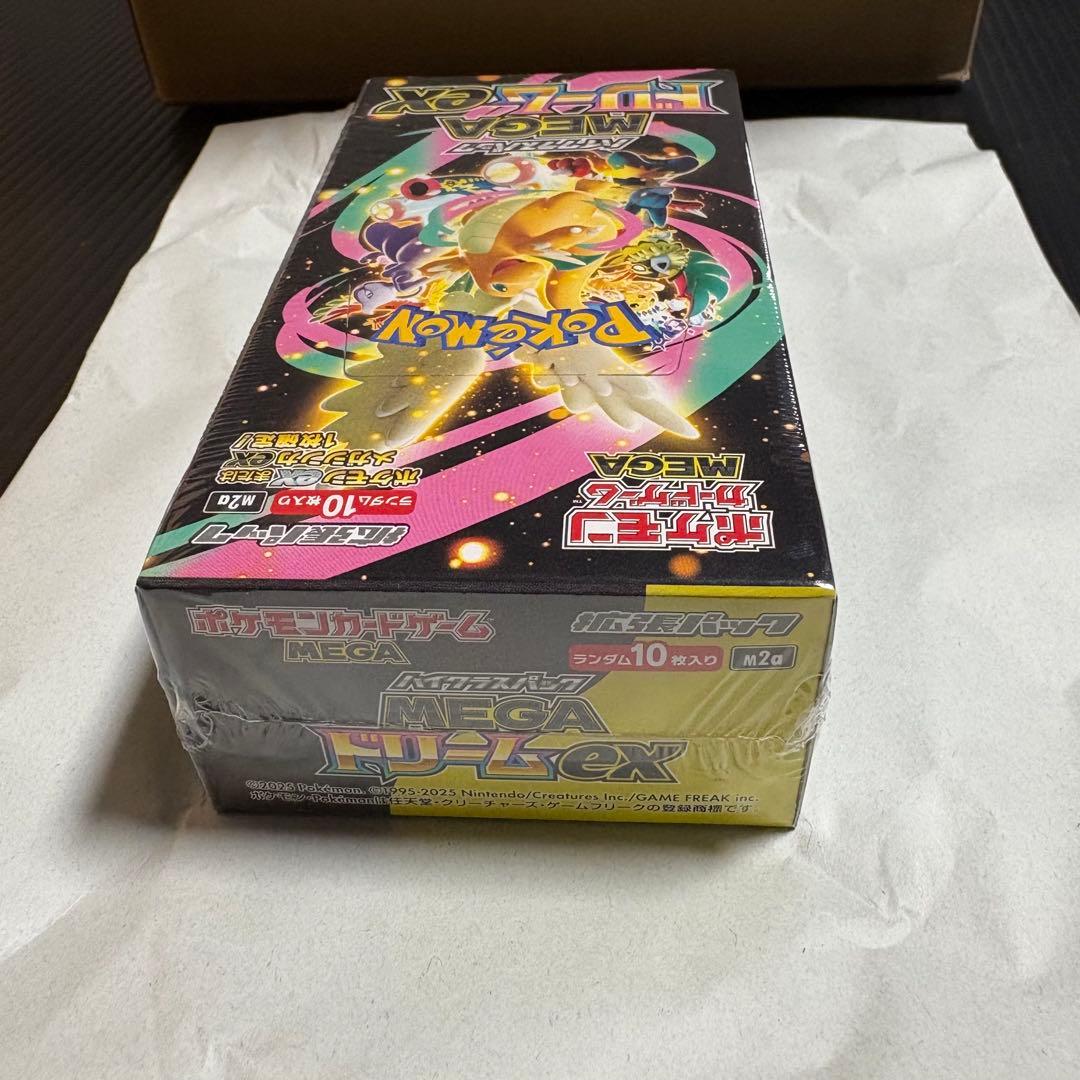 ハイクラスパック
MEGA
ドリームex
POKÉMON
ポケモンexまたは
メガシンカex
1枚確定!
拡張パック
ランダム10枚入り
M2a
ポケモン
カードゲーム™
MEGA
ポケモンカードゲーム
MEGA
拡張パック
ランダム10枚入り
M2a
ハイクラスパック
MEGA
ドリームex
©2025 Pokémon. ©1995-2025 Nintendo/Creatures Inc./GAME FREAK inc.
ポケモン・Pokémonは任天堂・クリーチャーズ・ゲームフリークの登録商標です。